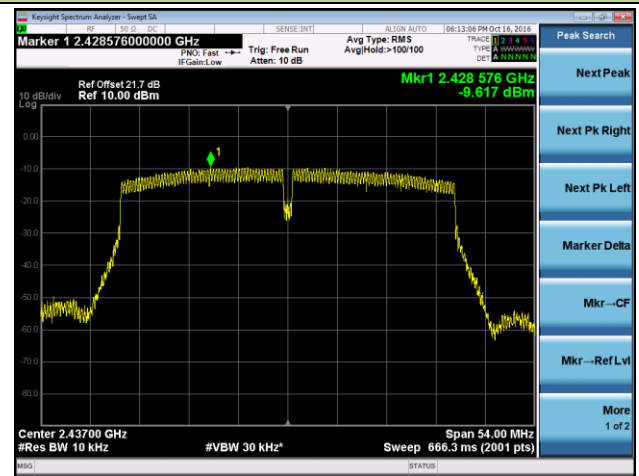 Keysight Spectrum Analyzer - Swept SA
RF 50 Ω DC SENSE:INT ALIGN AUTO 06:13:06 PM Oct 16, 2016
Marker 1 2.428576000000 GHz
PNO: Fast
IFGain:Low
Trig: Free Run
Atten: 10 dB
Avg Type: RMS
Avg|Hold:>100/100
TRACE 1 2 3 4 5 6
TYPE A WWWWW
DET A N N N N N
Peak Search
Ref Offset 21.7 dB
10 dB/div Ref 10.00 dBm
Log
Mkr1 2.428 576 GHz
-9.617 dBm
0.00
-10.0
-20.0
-30.0
-40.0
-50.0
-60.0
-70.0
-80.0
1
Center 2.43700 GHz
#Res BW 10 kHz
#VBW 30 kHz*
Span 54.00 MHz
Sweep 666.3 ms (2001 pts)
MSG
STATUS
Next Peak
Next Pk Right
Next Pk Left
Marker Delta
Mkr→CF
Mkr→Ref Lvl
More
1 of 2